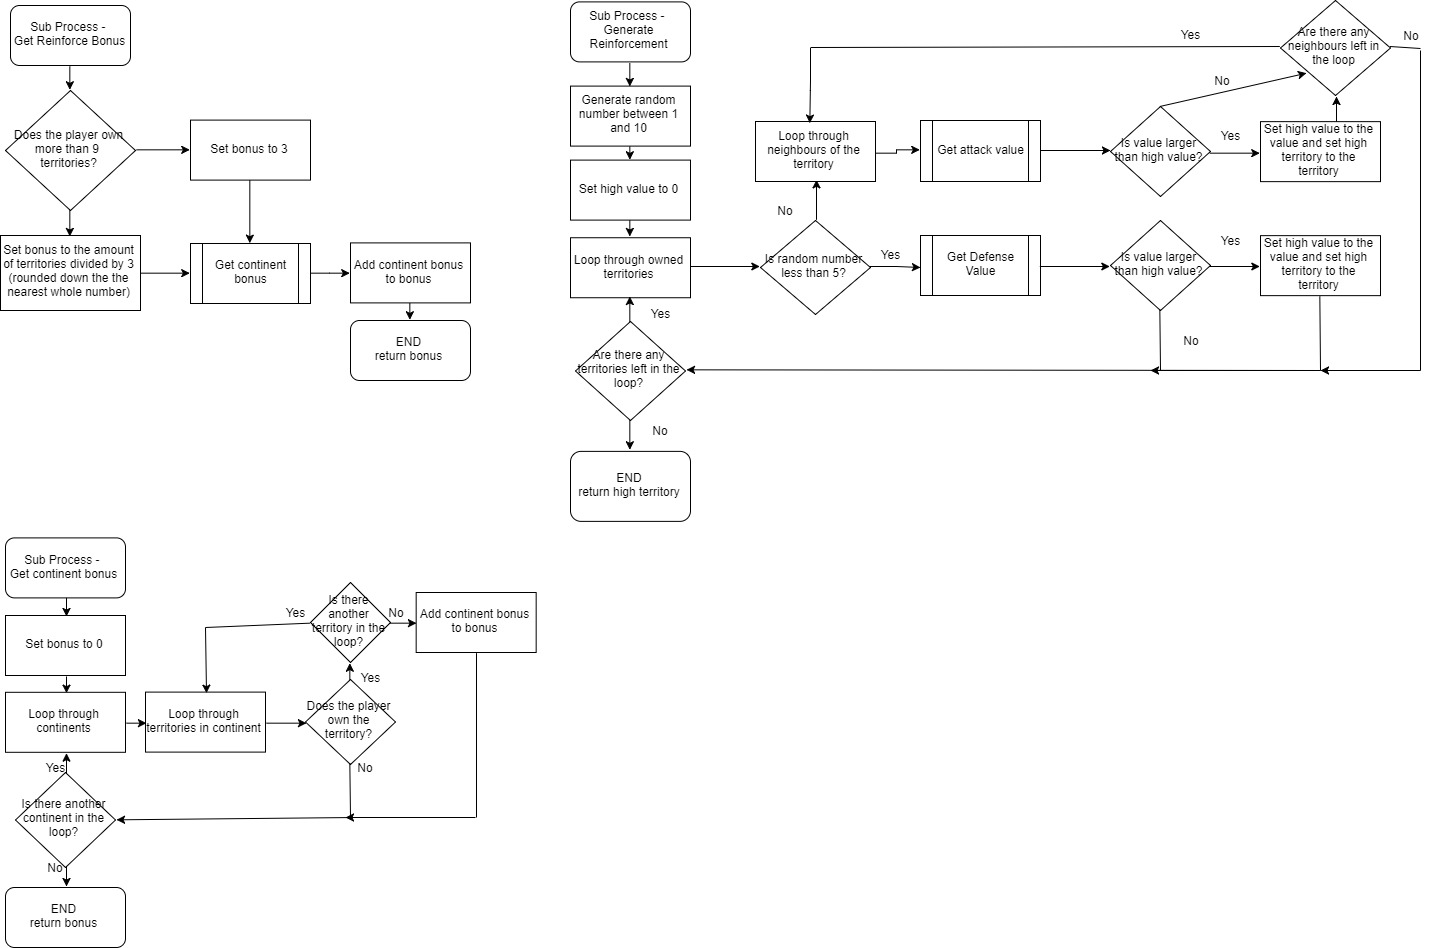 Sub Process -
Get Reinforce Bonus
Does the player own
more than 9
territories?
Set bonus to 3
Set bonus to the amount
of territories divided by 3
(rounded down the the
nearest whole number)
Get continent
bonus
Add continent bonus
to bonus
END
return bonus
Sub Process -
Generate
Reinforcement
Generate random
number between 1
and 10
Set high value to 0
Loop through owned
territories
Yes
Are there any
territories left in the
loop?
No
END
return high territory
Is random number
less than 5?
No
Yes
Loop through
neighbours of the
territory
Get attack value
Is value larger
than high value?
No
Yes
Set high value to the
value and set high
territory to the
territory
Are there any
neighbours left in
the loop
Yes
No
Get Defense
Value
Is value larger
than high value?
Yes
No
Set high value to the
value and set high
territory to the
territory
Sub Process -
Get continent bonus
Set bonus to 0
Loop through
continents
Yes
Is there another
continent in the
loop?
No
END
return bonus
Loop through
territories in continent
Does the player
own the
territory?
Yes
No
Is there
another
territory in the
loop?
Yes
No
Add continent bonus
to bonus